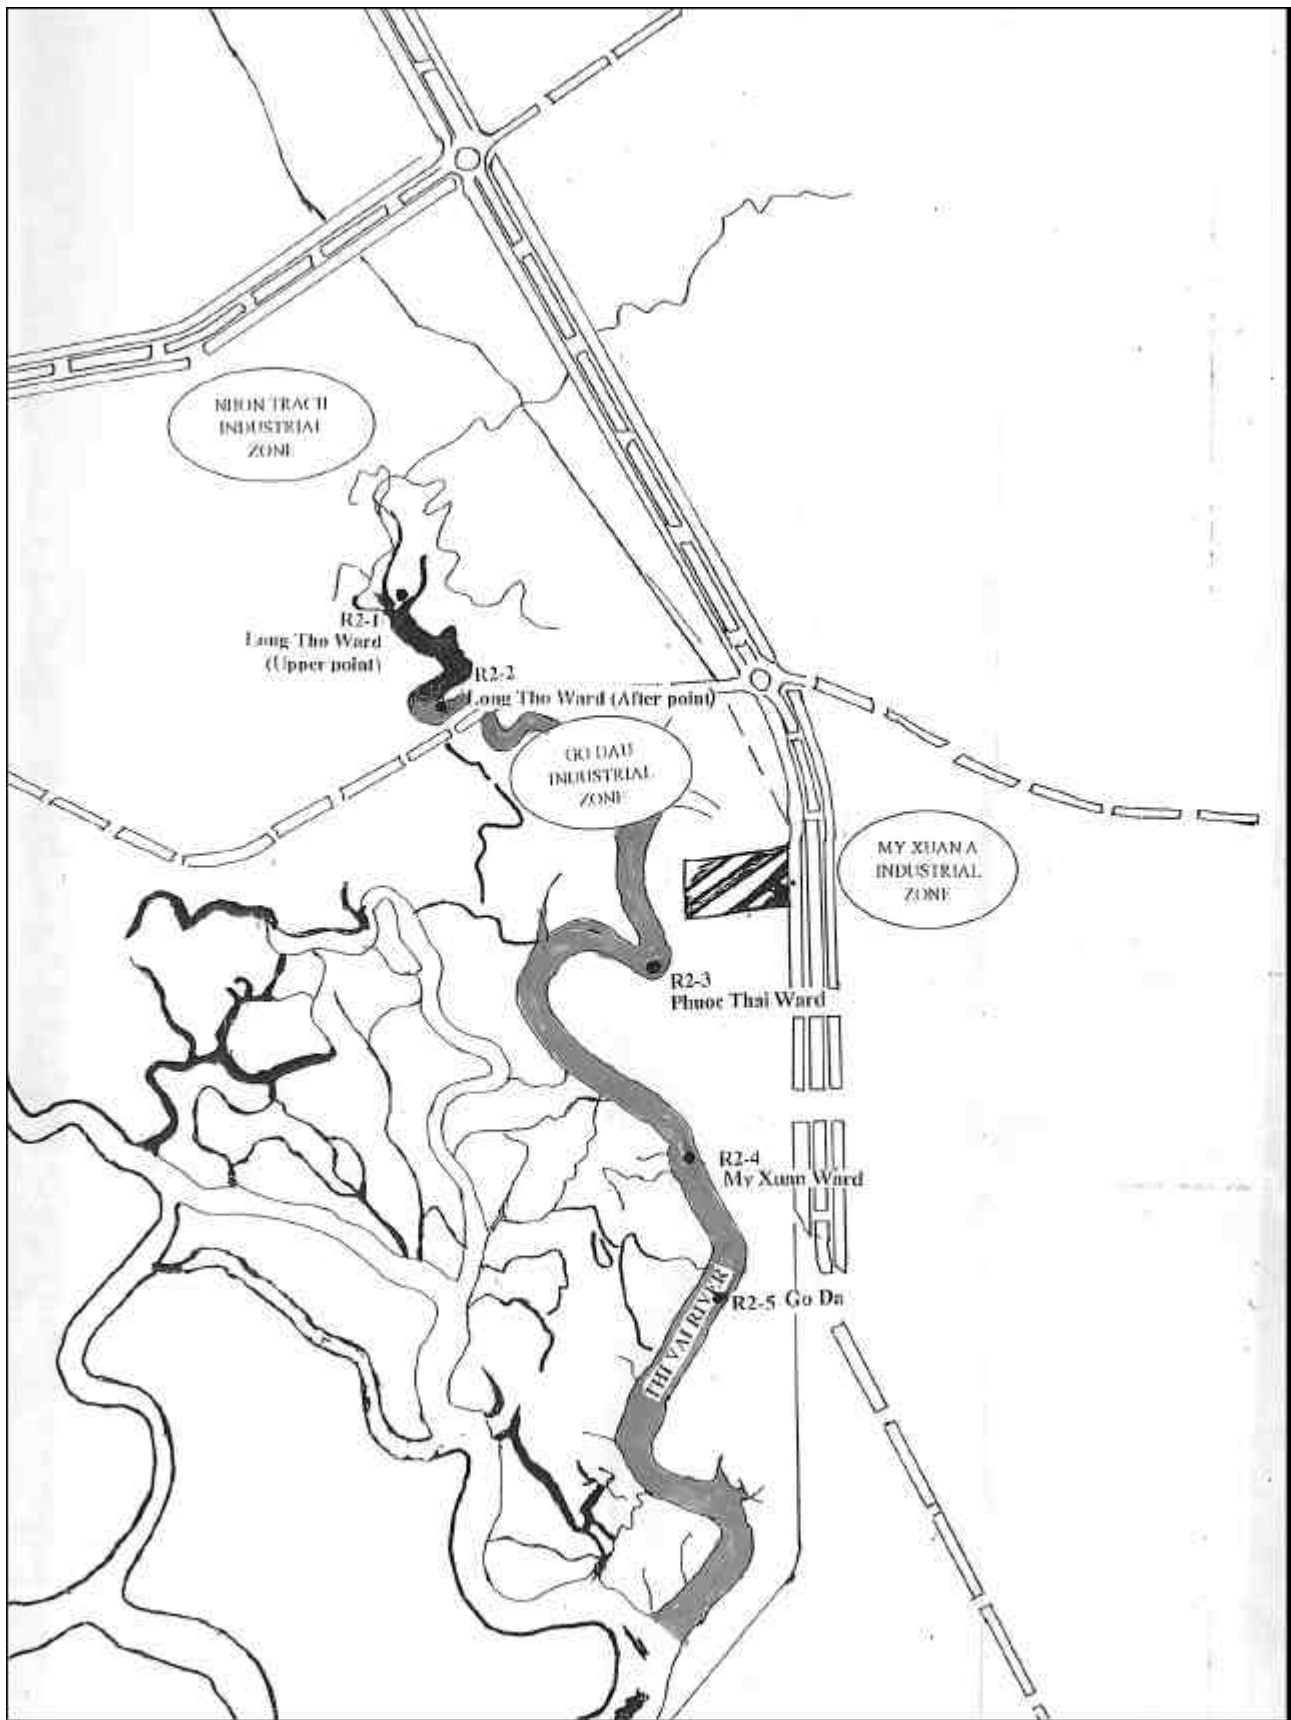 NHON TRACH
INDUSTRIAL
ZONE
R2-1
Long Tho Ward
(Upper point)
R2-2
Long Tho Ward (After point)
GO DAU
INDUSTRIAL
ZONE
MY XUAN A
INDUSTRIAL
ZONE
R2-3
Phuoc Thai Ward
R2-4
My Xuan Ward
THI VAI RIVER
R2-5 Go Da